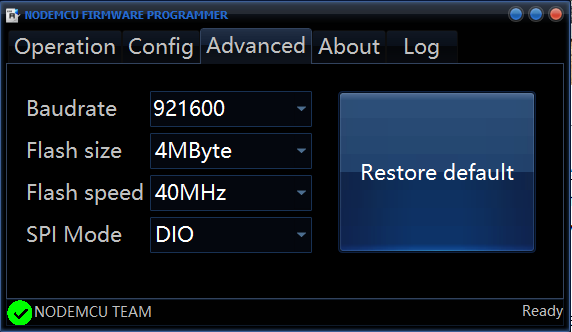 NODEMCU FIRMWARE PROGRAMMER
Operation Config Advanced About Log
Baudrate 921600
Flash size 4MByte
Flash speed 40MHz
SPI Mode DIO
Restore default
NODEMCU TEAM Ready